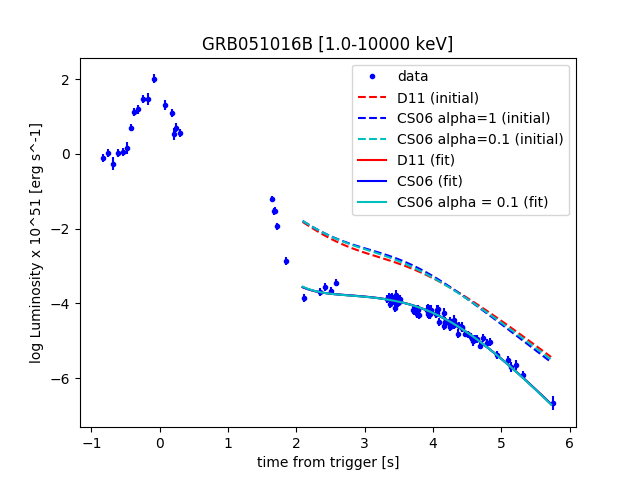 GRB051016B [1.0-10000 keV]
data
D11 (initial)
CS06 alpha=1 (initial)
CS06 alpha=0.1 (initial)
D11 (fit)
CS06 (fit)
CS06 alpha = 0.1 (fit)
log Luminosity x 10^51 [erg s^-1]
2
0
−2
−4
−6
−1 0 1 2 3 4 5 6
time from trigger [s]